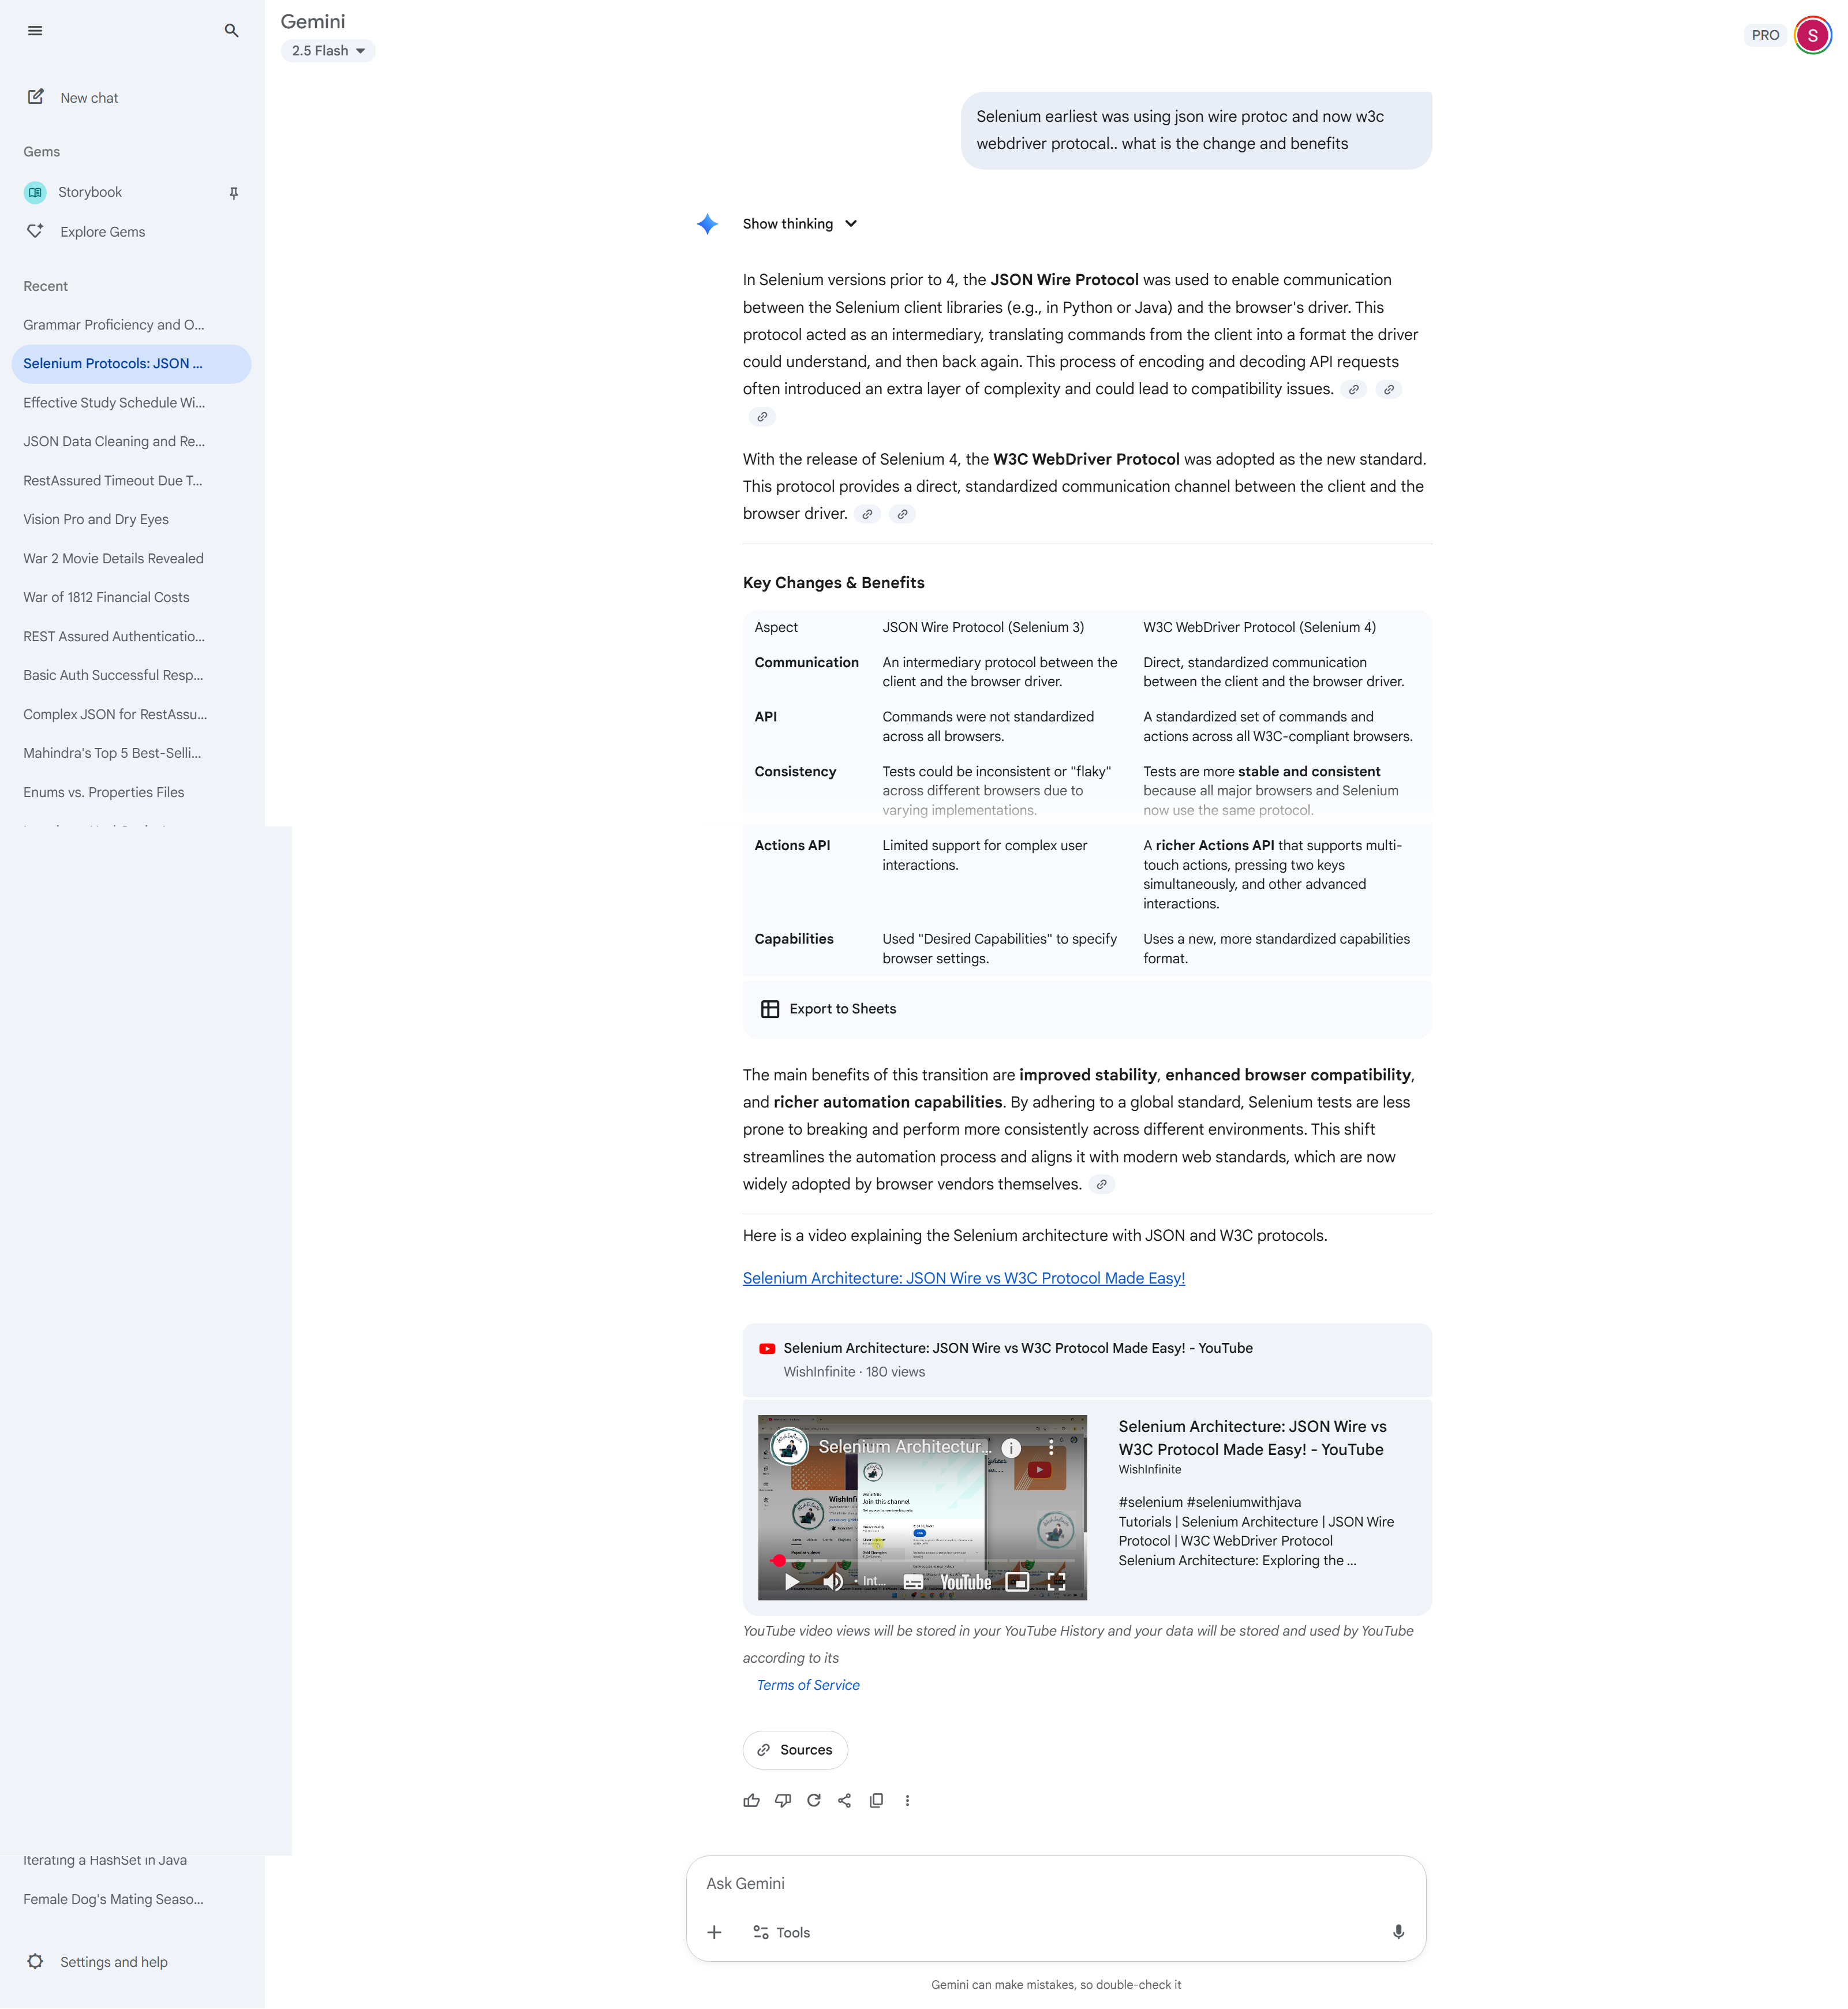 Gemini
2.5 Flash
PRO
S
New chat
Gems
Storybook
Explore Gems
Recent
Grammar Proficiency and O...
Selenium Protocols: JSON ...
Effective Study Schedule Wi...
JSON Data Cleaning and Re...
RestAssured Timeout Due T...
Vision Pro and Dry Eyes
War 2 Movie Details Revealed
War of 1812 Financial Costs
REST Assured Authenticatio...
Basic Auth Successful Resp...
Complex JSON for RestAssu...
Mahindra's Top 5 Best-Selli...
Enums vs. Properties Files
Iterating a HashSet in Java
Female Dog's Mating Seaso...
Settings and help
Selenium earliest was using json wire protoc and now w3c
webdriver protocal.. what is the change and benefits
Show thinking
In Selenium versions prior to 4, the JSON Wire Protocol was used to enable communication
between the Selenium client libraries (e.g., in Python or Java) and the browser's driver. This
protocol acted as an intermediary, translating commands from the client into a format the driver
could understand, and then back again. This process of encoding and decoding API requests
often introduced an extra layer of complexity and could lead to compatibility issues.
With the release of Selenium 4, the W3C WebDriver Protocol was adopted as the new standard.
This protocol provides a direct, standardized communication channel between the client and the
browser driver.
Key Changes & Benefits
Aspect JSON Wire Protocol (Selenium 3) W3C WebDriver Protocol (Selenium 4)
Communication An intermediary protocol between the Direct, standardized communication
client and the browser driver. between the client and the browser driver.
API Commands were not standardized A standardized set of commands and
across all browsers. actions across all W3C-compliant browsers.
Consistency Tests could be inconsistent or "flaky" Tests are more stable and consistent
across different browsers due to because all major browsers and Selenium
varying implementations. now use the same protocol.
Actions API Limited support for complex user A richer Actions API that supports multi-
interactions. touch actions, pressing two keys
simultaneously, and other advanced
interactions.
Capabilities Used "Desired Capabilities" to specify Uses a new, more standardized capabilities
browser settings. format.
Export to Sheets
The main benefits of this transition are improved stability, enhanced browser compatibility,
and richer automation capabilities. By adhering to a global standard, Selenium tests are less
prone to breaking and perform more consistently across different environments. This shift
streamlines the automation process and aligns it with modern web standards, which are now
widely adopted by browser vendors themselves.
Here is a video explaining the Selenium architecture with JSON and W3C protocols.
Selenium Architecture: JSON Wire vs W3C Protocol Made Easy!
Selenium Architecture: JSON Wire vs W3C Protocol Made Easy! - YouTube
WishInfinite · 180 views
Selenium Architectur...
WishInfi
Join this channel
Int...
YouTube
Selenium Architecture: JSON Wire vs
W3C Protocol Made Easy! - YouTube
WishInfinite
#selenium #seleniumwithjava
Tutorials | Selenium Architecture | JSON Wire
Protocol | W3C WebDriver Protocol
Selenium Architecture: Exploring the ...
YouTube video views will be stored in your YouTube History and your data will be stored and used by YouTube
according to its
Terms of Service
Sources
Ask Gemini
Tools
Gemini can make mistakes, so double-check it